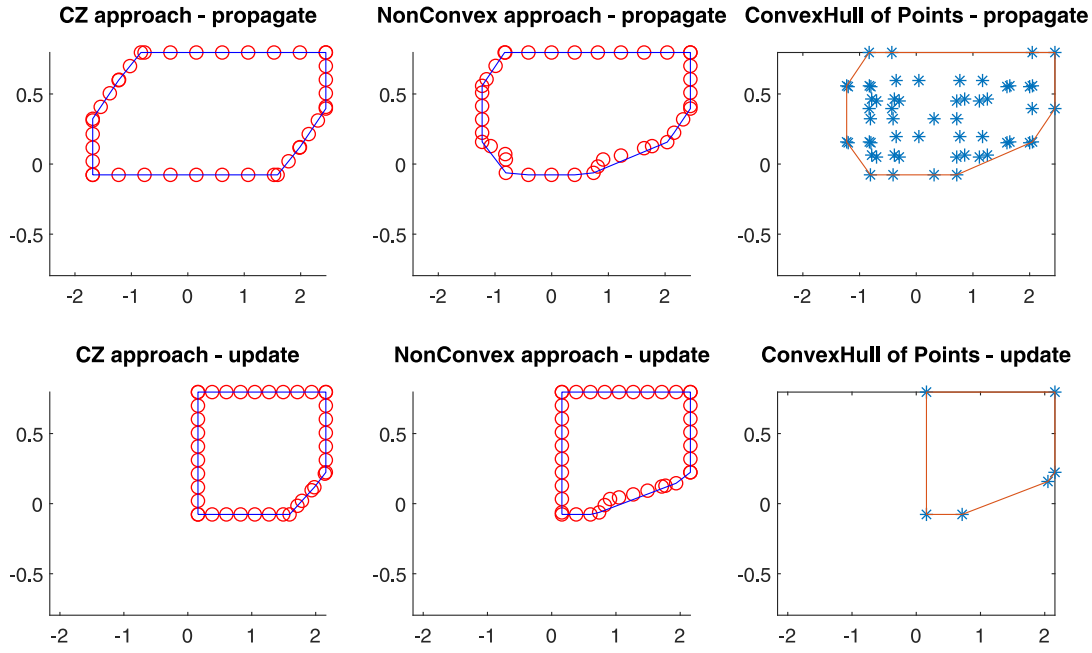 CZ approach - propagate
NonConvex approach - propagate
ConvexHull of Points - propagate
0.5
0
-0.5
-2 -1 0 1 2
0.5
0
-0.5
-2 -1 0 1 2
0.5
0
-0.5
-2 -1 0 1 2
CZ approach - update
NonConvex approach - update
ConvexHull of Points - update
0.5
0
-0.5
-2 -1 0 1 2
0.5
0
-0.5
-2 -1 0 1 2
0.5
0
-0.5
-2 -1 0 1 2